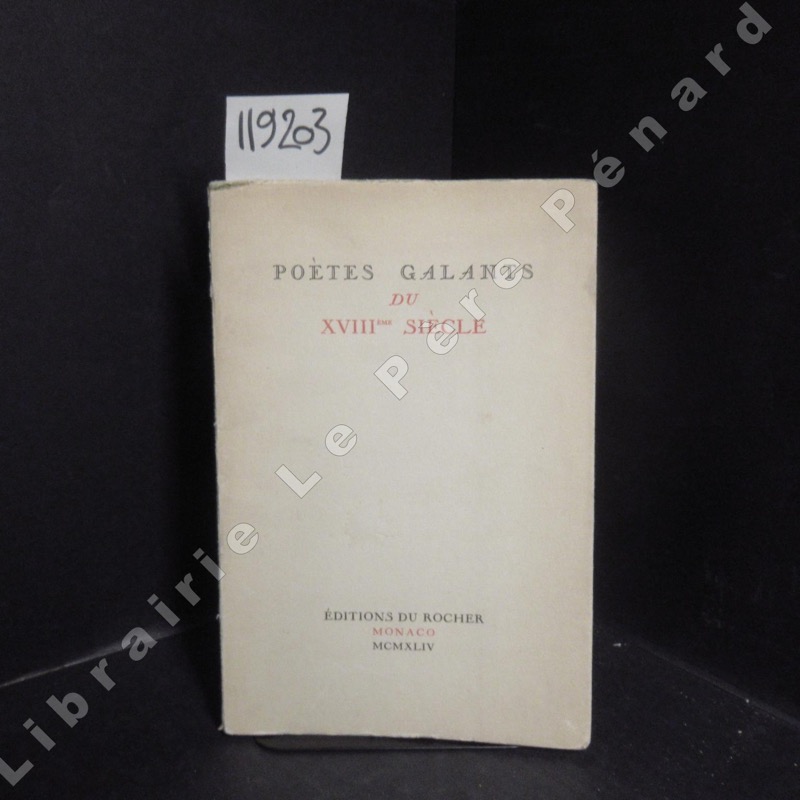 119203
POÈTES GALANTS
DU
XVIIIÈME SIÈCLE
ÉDITIONS DU ROCHER
MONACO
MCMXLIV
Librairie Le Père Pénard